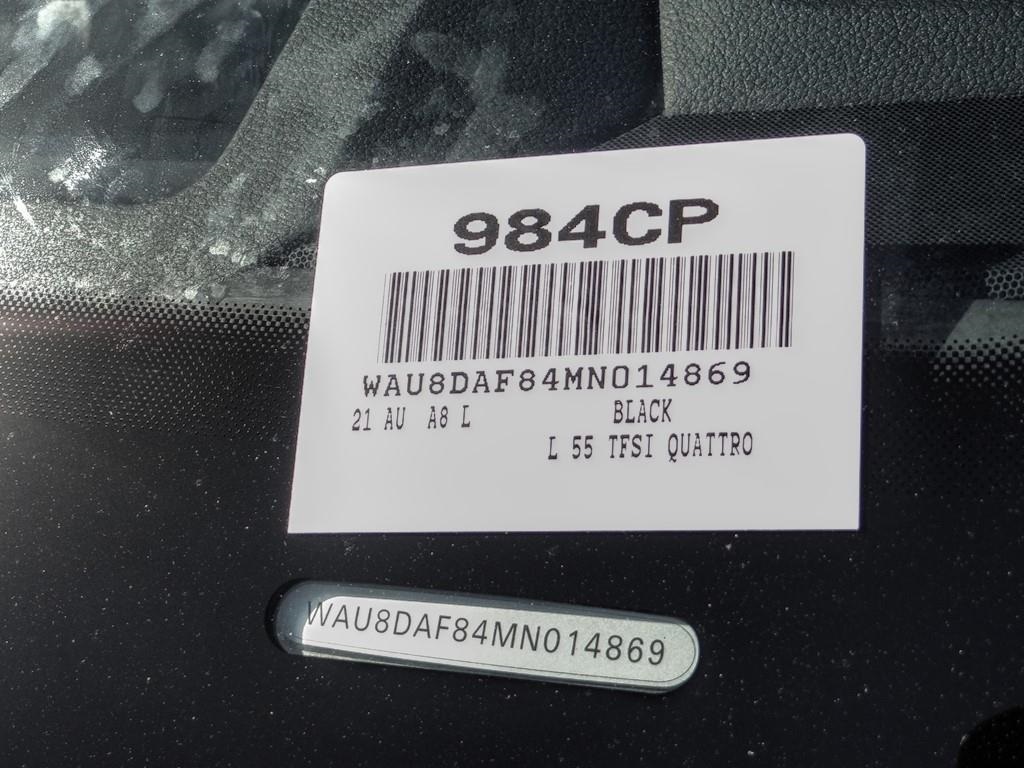 984CP
WAU8DAF84MN014869
21 AU A8 L BLACK
L 55 TFSI QUATTRO
WAU8DAF84MN014869